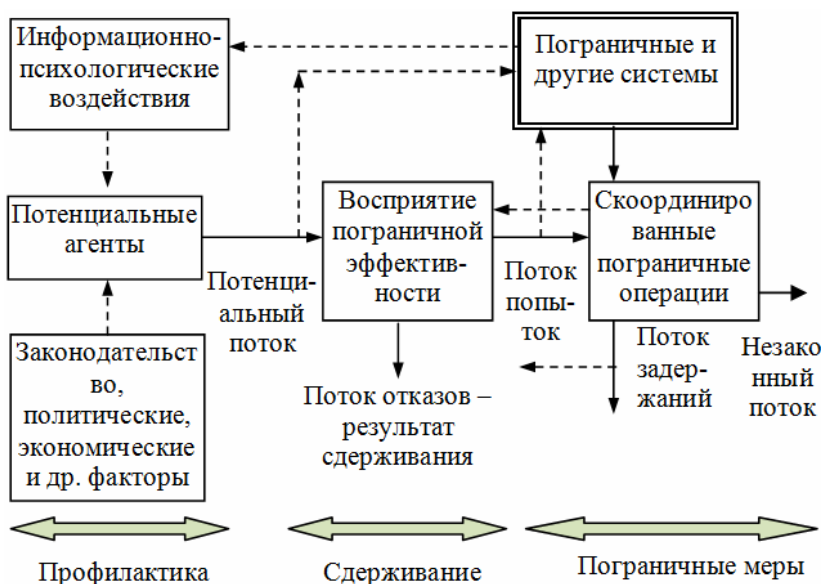 Информационно-
психологические
воздействия
Пограничные и
другие системы
Потенциальные
агенты
Восприятие
пограничной
эффектив-
ности
Скоординиро
ванные
пограничные
операции
Потенци-
альный
поток
Поток
попы-
ток
Законодательст
во,
политические,
экономические
и др. факторы
Поток отказов –
результат
сдерживания
Поток
задер-
жаний
Незако
нный
поток
Профилактика
Сдерживание
Пограничные меры